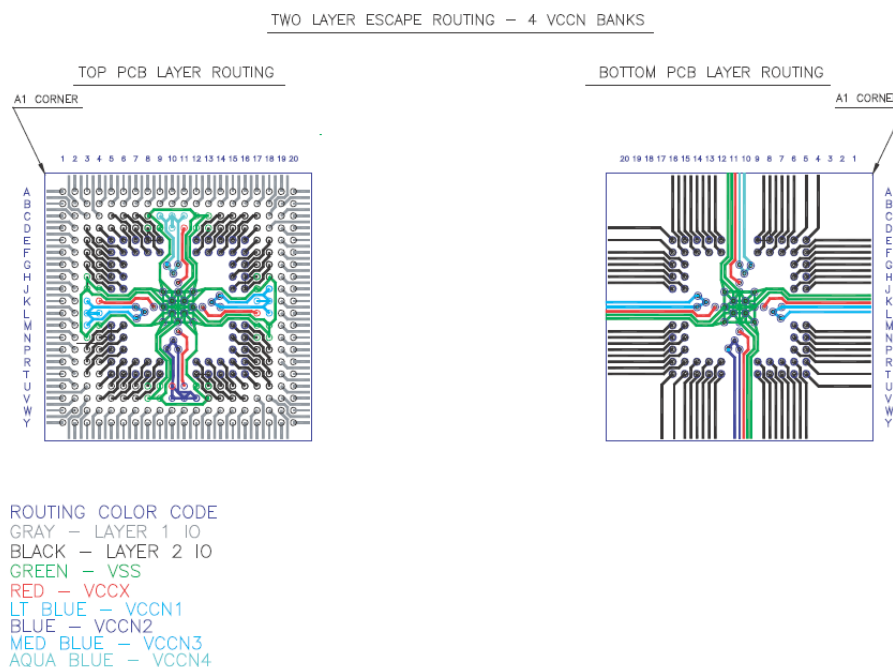 TWO LAYER ESCAPE ROUTING – 4 VCCN BANKS
TOP PCB LAYER ROUTING
BOTTOM PCB LAYER ROUTING
A1 CORNER
A1 CORNE
1 2 3 4 5 6 7 8 9 10 11 12 13 14 15 16 17 18 19 20
20 19 18 17 16 15 14 13 12 11 10 9 8 7 6 5 4 3 2 1
A A
B B
C C
D D
E E
F F
G G
H H
J J
K K
L L
M M
N N
P P
R R
T T
U U
V V
W W
Y Y
ROUTING COLOR CODE
GRAY – LAYER 1 IO
BLACK – LAYER 2 IO
GREEN – VSS
RED – VCCX
LT BLUE – VCCN1
BLUE – VCCN2
MED BLUE – VCCN3
AQUA BLUE – VCCN4